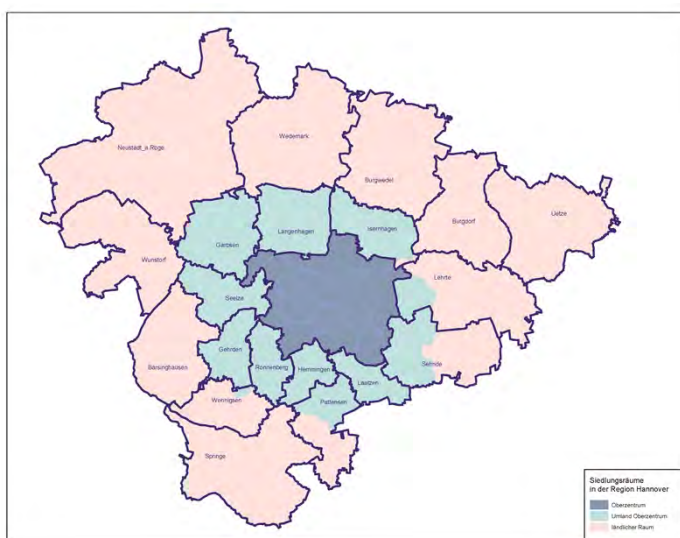 Neustadt_a.Rbge.
Wedemark
Burgwedel
Burgdorf
Uetze
Garbsen
Langenhagen
Isernhagen
Wunstorf
Lehrte
Seelze
Sehnde
Gehrden
Ronnenberg
Hemmingen
Laatzen
Barsinghausen
Wennigsen
Pattensen
Springe
Siedlungsräume
in der Region Hannover
Oberzentrum
Umland Oberzentrum
ländlicher Raum